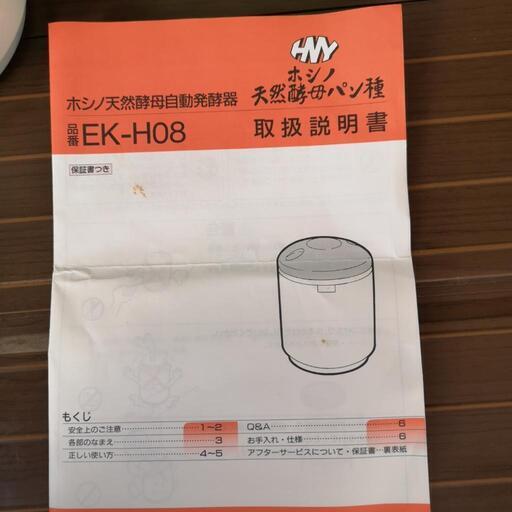 HNY
ホシノ
天然酵母パン種
ホシノ天然酵母自動発酵器
品番 EK-H08
取扱説明書
保証書つき
もくじ
安全上のご注意 1~2
各部のなまえ 3
正しい使い方 4~5
Q&A 6
お手入れ・仕様 6
アフターサービスについて・保証書…裏表紙